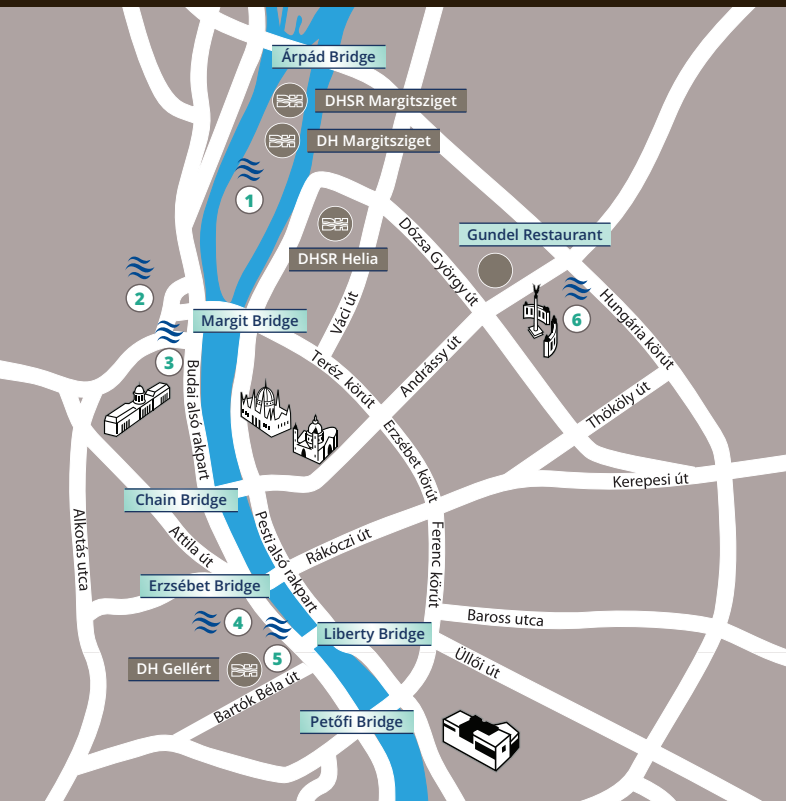 Árpád Bridge
DHSR Margitsziget
DH Margitsziget
1
Dózsa György út
Gundel Restaurant
DHSR Helia
2
Váci út
6
Hungária körút
Margit Bridge
3
Teréz körút
Andrássy út
Budai alsó rakpart
Thököly út
Erzsébet körút
Kerepesi út
Chain Bridge
Alkotás utca
Attila út
Pesti alsó rakpart
Rákóczi út
Ferenc körút
Erzsébet Bridge
4
Baross utca
Liberty Bridge
5
DH Gellért
Üllői út
Bartók Béla út
Petőfi Bridge